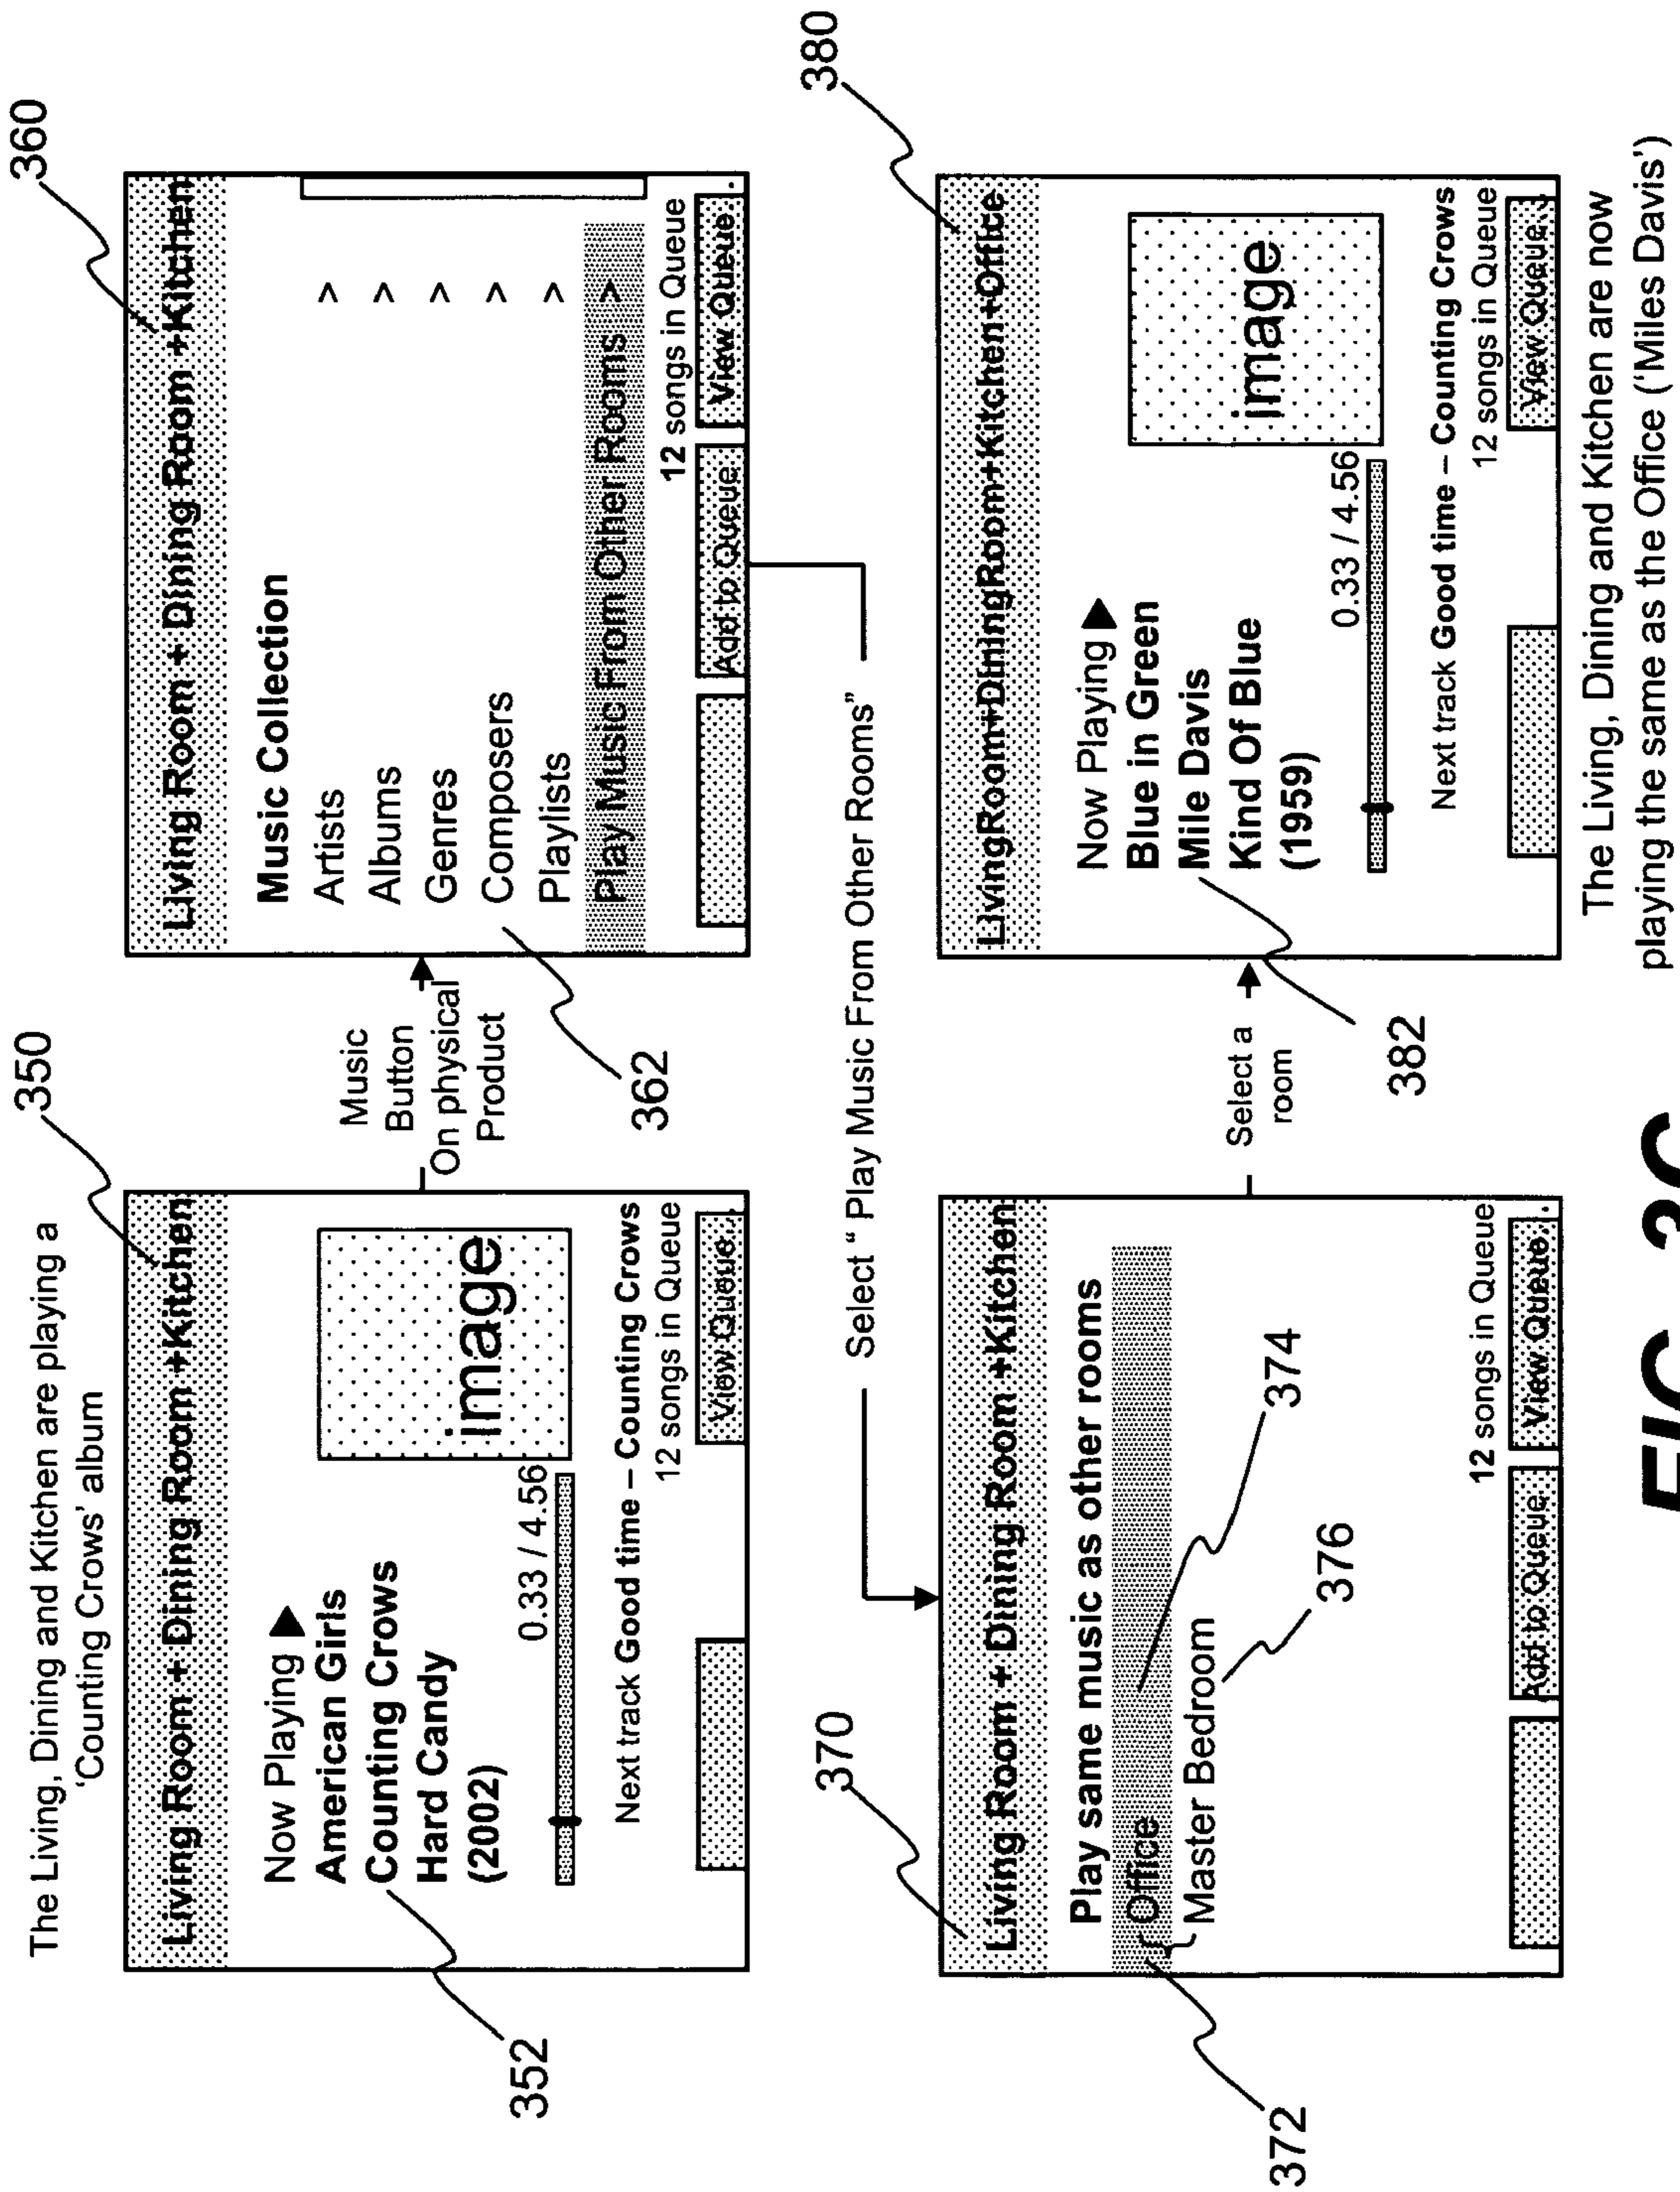 The Living, Dining and Kitchen are playing a
'Counting Crows' album
350
Living Room + Dining Room +Kitchen
Now Playing ▶
American Girls
Counting Crows
Hard Candy
(2002)
image
0.33 / 4.56
Next track Good time – Counting Crows
12 songs in Queue
View Queue
352
Music
Button
On physical
Product
360
Living Room + Dining Room +Kitchen
Music Collection
Artists >
Albums >
Genres >
Composers >
Playlists >
Play Music From Other Rooms >
12 songs in Queue
Add to Queue
View Queue
362
Select " Play Music From Other Rooms"
370
Living Room + Dining Room +Kitchen
Play same music as other rooms
Office
Master Bedroom
12 songs in Queue
Add to Queue
View Queue
372
374
376
Select a
room
380
LivingRoom+DiningRoom+Kitchen+Office
Now Playing ▶
Blue in Green
Mile Davis
Kind Of Blue
(1959)
image
0.33 / 4.56
Next track Good time – Counting Crows
12 songs in Queue
View Queue
382
The Living, Dining and Kitchen are now
playing the same as the Office ('Miles Davis')